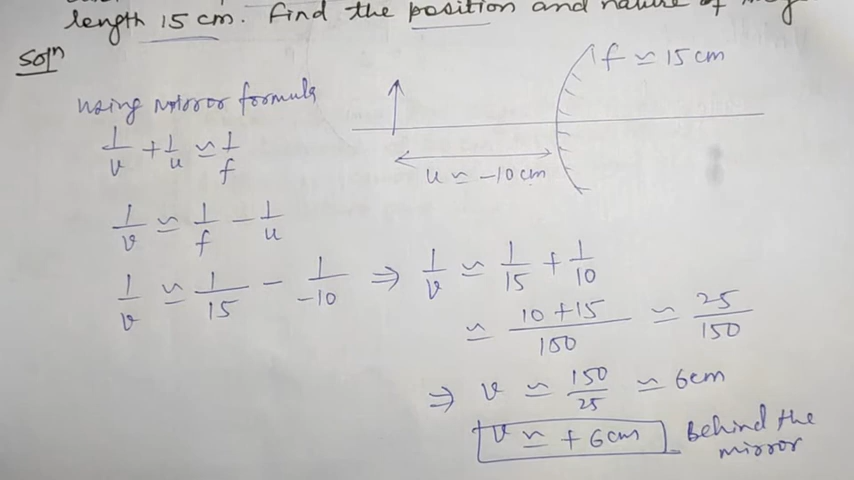 length 15 cm. Find the position and nature of
Solⁿ
f ≃ 15 cm
using mirror formula
1/v + 1/u ≃ 1/f
u ≃ -10 cm
1/v ≃ 1/f - 1/u
1/v ≃ 1/15 - 1/-10 ⇒ 1/v ≃ 1/15 + 1/10
≃ 10+15/150 ≃ 25/150
⇒ v ≃ 150/25 ≃ 6cm
v ≃ + 6cm Behind the
mirror